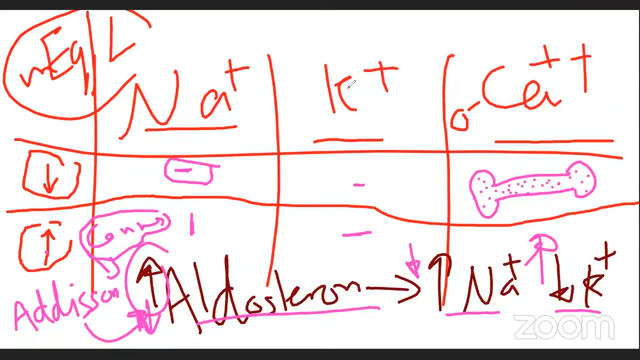 mEq/L Na+ K+ Ca++
↓ - -
↑ Conn -
Addison ↑ Aldosteron → ↑ Na+ ↓ K+
zoom